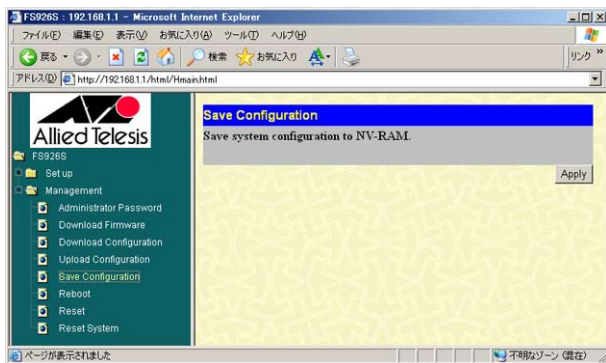 FS926S : 192.168.1.1 - Microsoft Internet Explorer
ファイル(F) 編集(E) 表示(V) お気に入り(A) ツール(T) ヘルプ(H)
戻る 検索 お気に入り リンク »
アドレス(D) http://192.168.1.1/html/Hmain.html
Allied Telesis
FS926S
Set up
Management
Administrator Password
Download Firmware
Download Configuration
Upload Configuration
Save Configuration
Reboot
Reset
Reset System
Save Configuration
Save system configuration to NV-RAM.
Apply
ページが表示されました 不明なゾーン (混在)